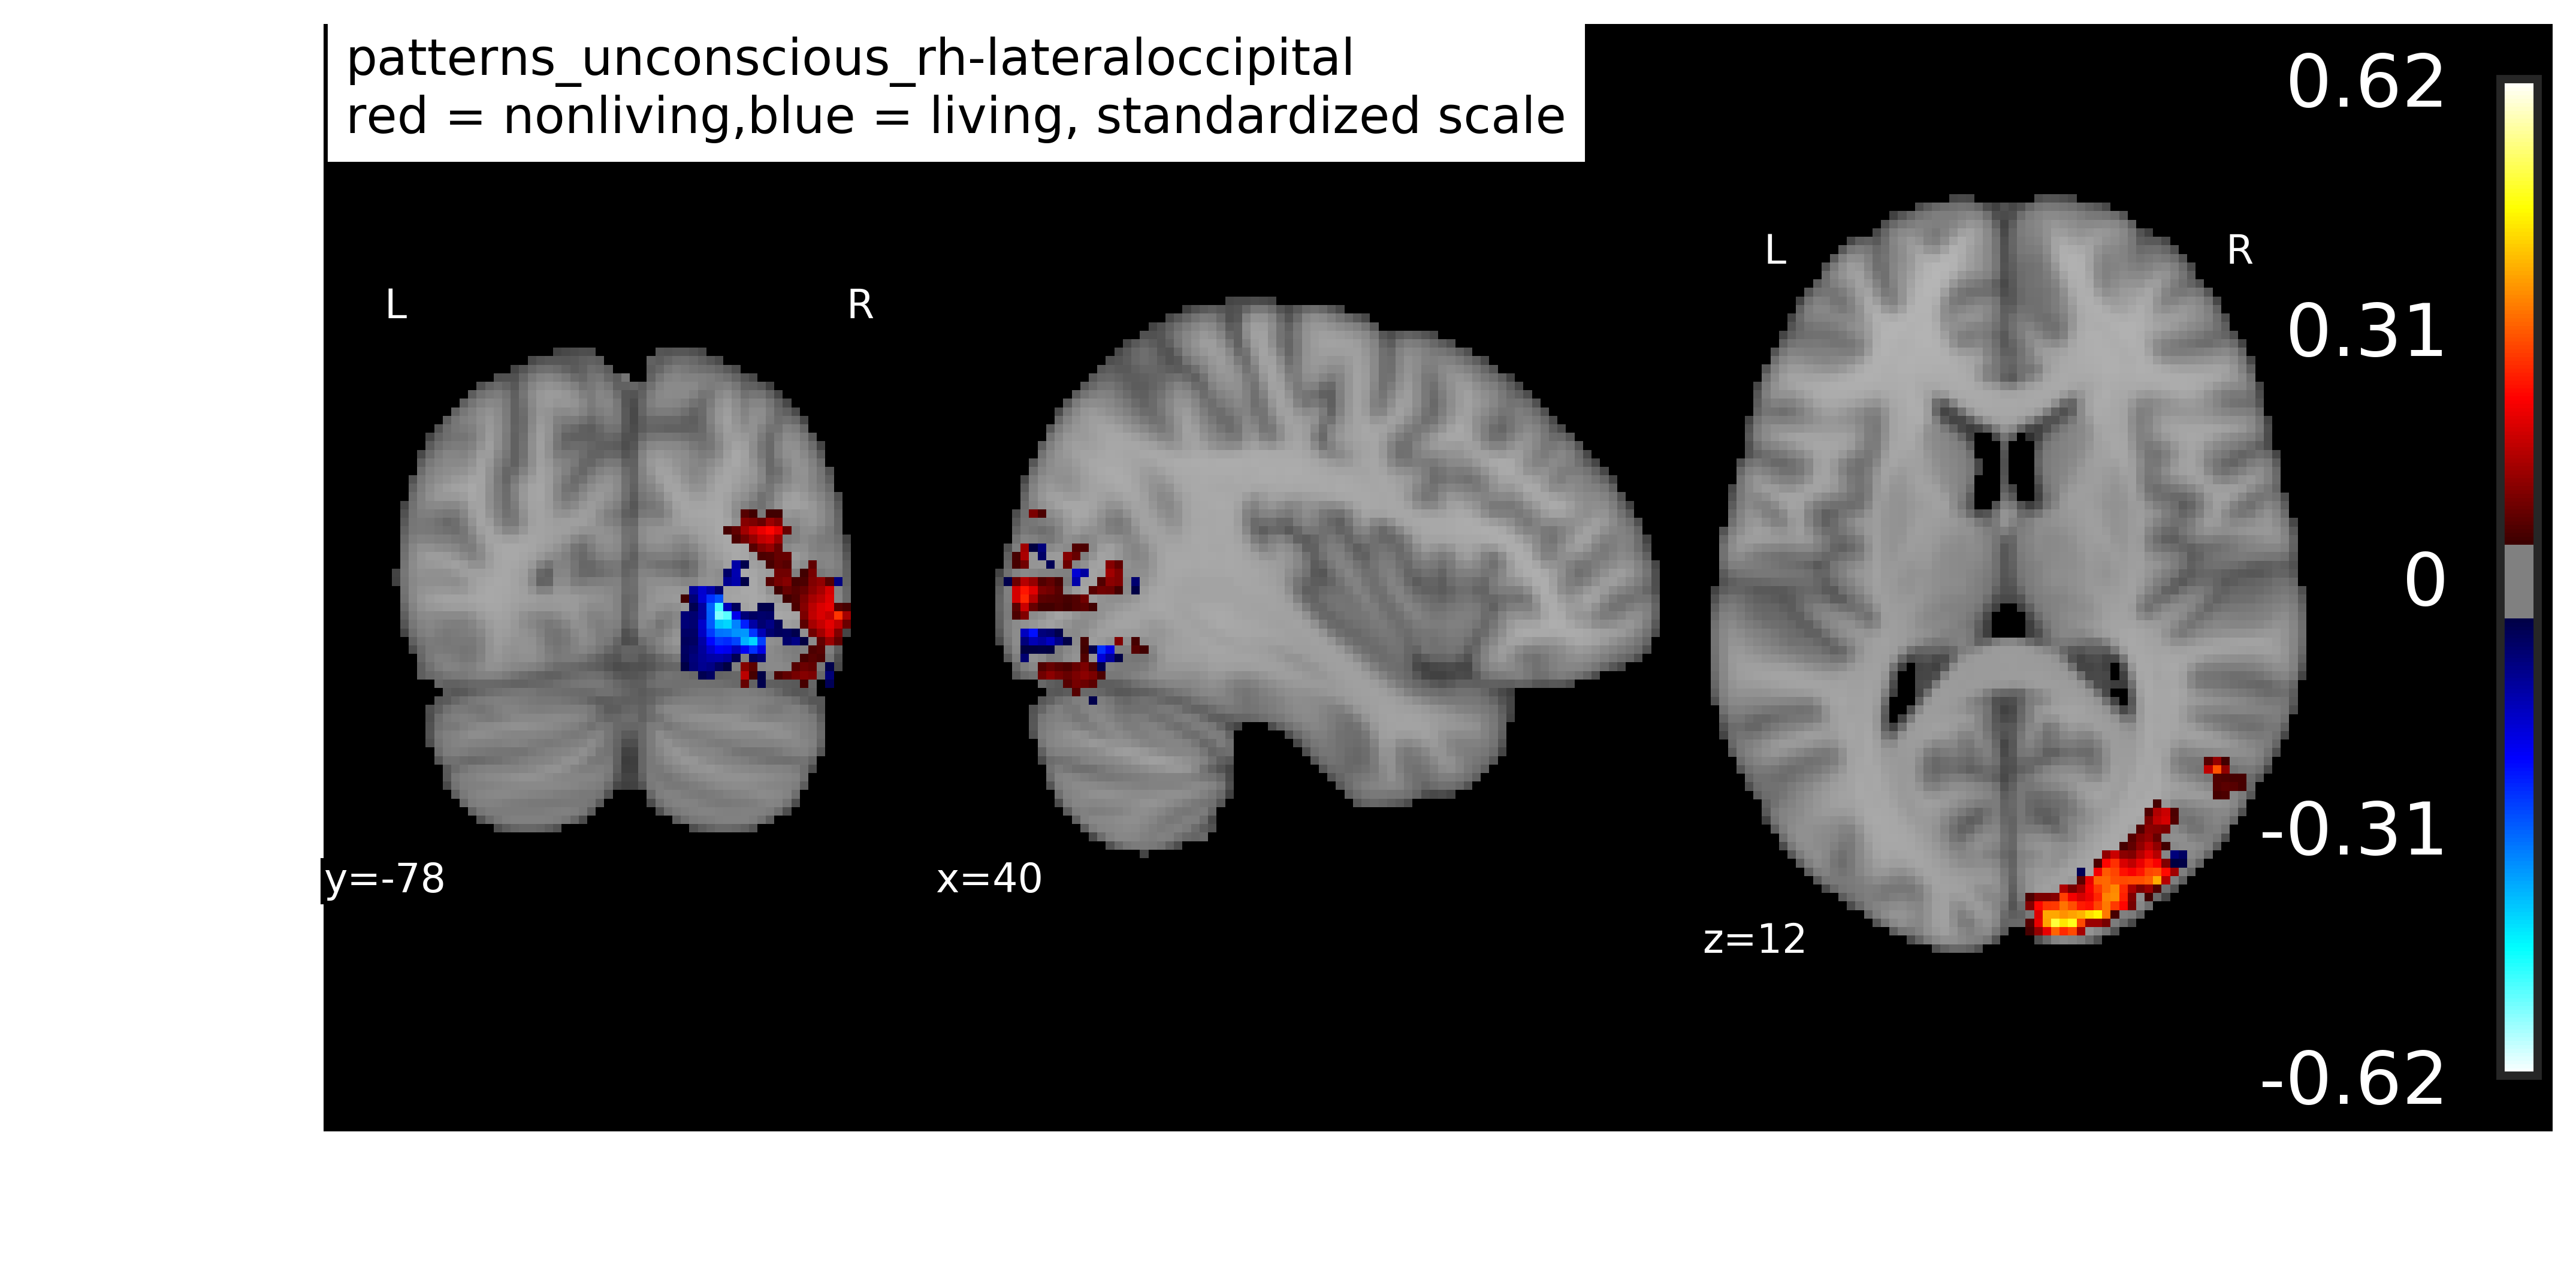 patterns_unconscious_rh-lateraloccipital
red = nonliving,blue = living, standardized scale
L
R
y=-78
x=40
L
R
z=12
0.62
0.31
0
-0.31
-0.62